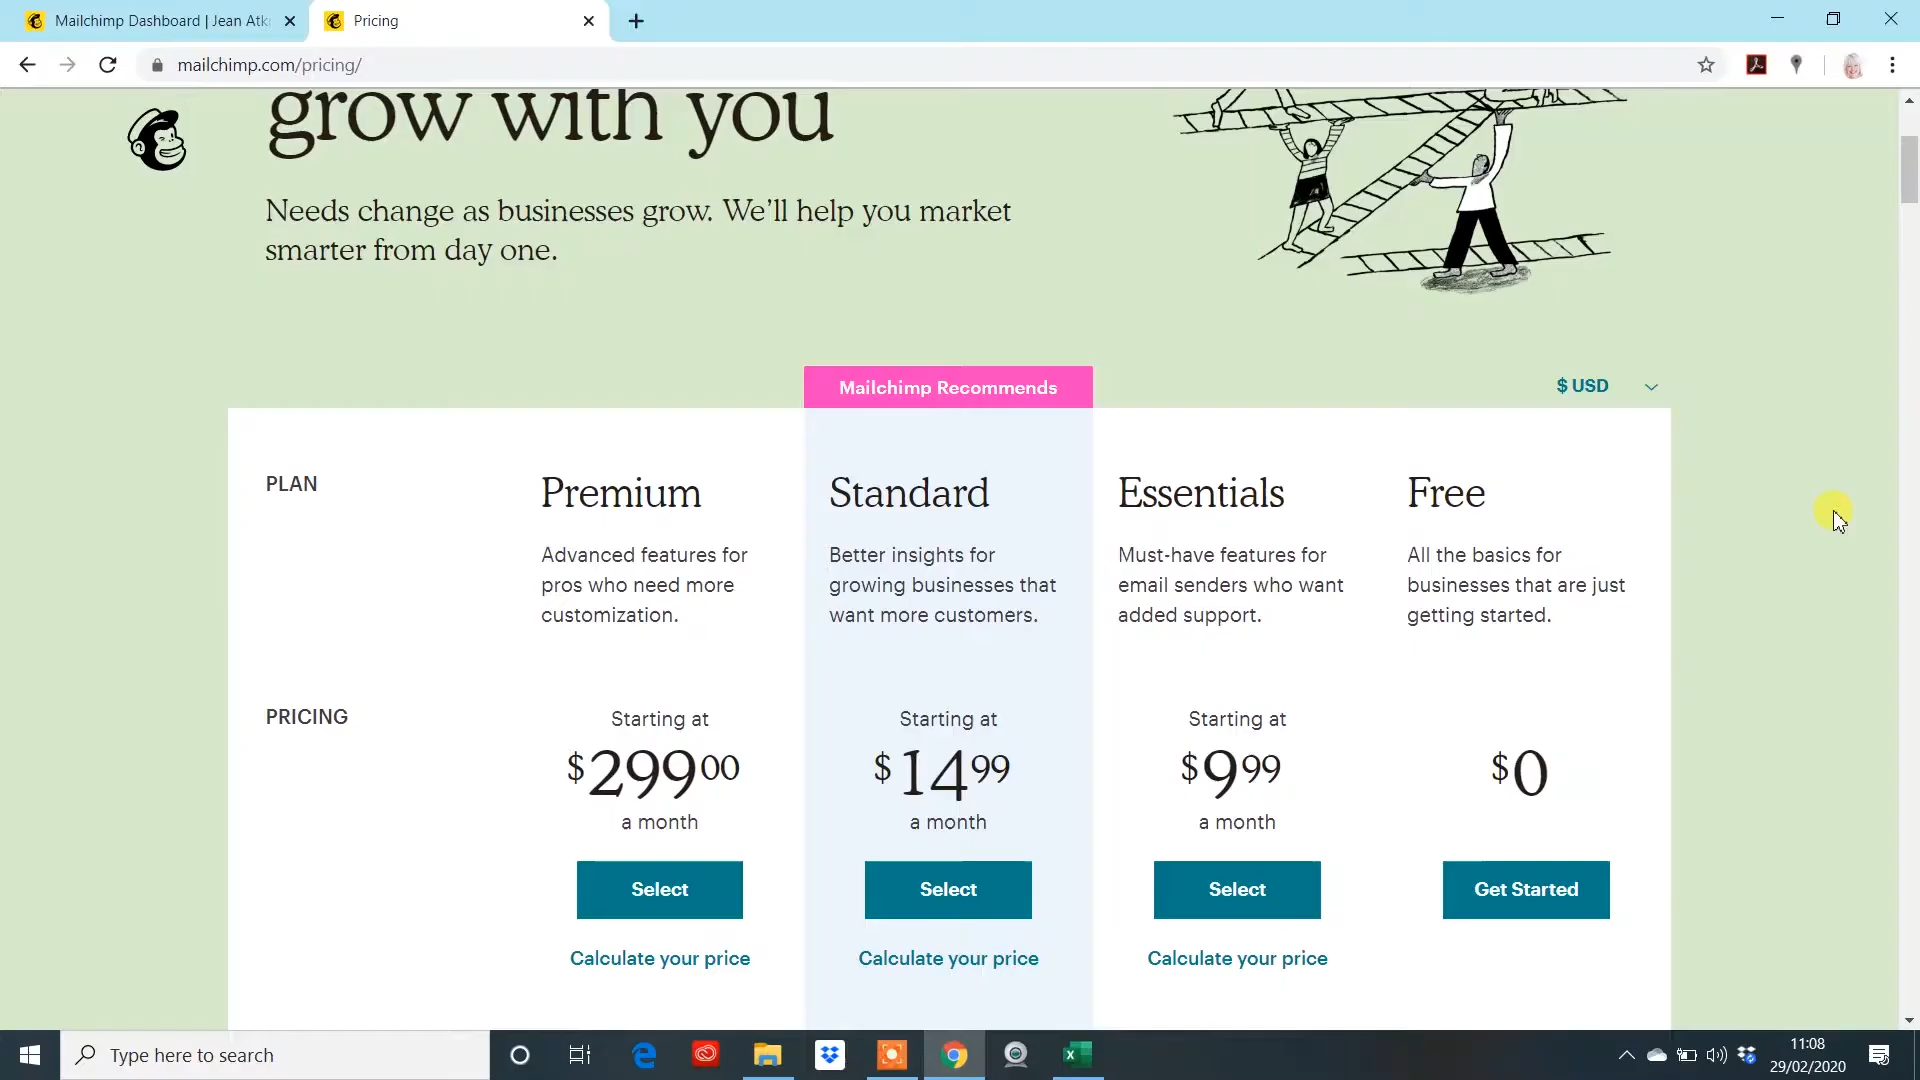 Mailchimp Dashboard | Jean Atk
Pricing
mailchimp.com/pricing/
grow with you
Needs change as businesses grow. We'll help you market
smarter from day one.
Mailchimp Recommends
$ USD
PLAN
Premium
Advanced features for
pros who need more
customization.
Standard
Better insights for
growing businesses that
want more customers.
Essentials
Must-have features for
email senders who want
added support.
Free
All the basics for
businesses that are just
getting started.
PRICING
Starting at
$29900
a month
Select
Calculate your price
Starting at
$1499
a month
Select
Calculate your price
Starting at
$999
a month
Select
Calculate your price
$0
Get Started
Type here to search
11:08
29/02/2020